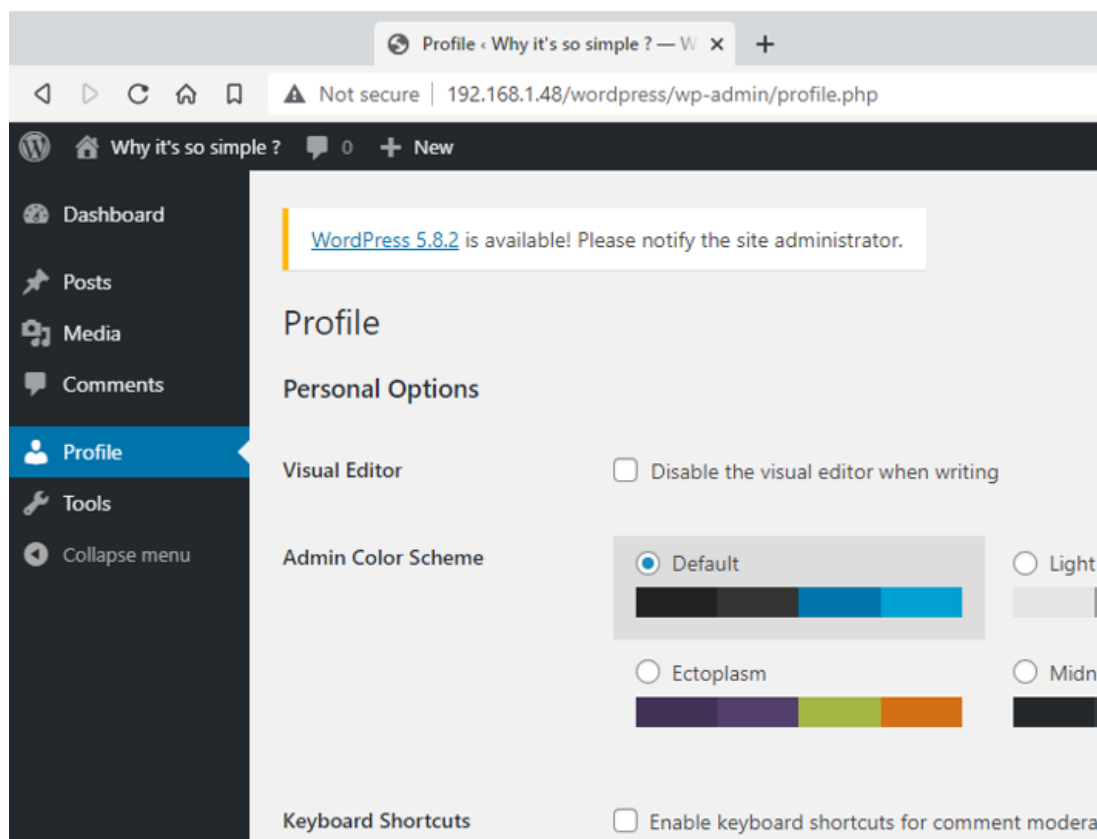 Profile ‹ Why it's so simple ? — W
Not secure 192.168.1.48/wordpress/wp-admin/profile.php
Why it's so simple ? 0 New
Dashboard
WordPress 5.8.2 is available! Please notify the site administrator.
Posts
Profile
Media
Comments
Personal Options
Profile
Visual Editor Disable the visual editor when writing
Tools
Collapse menu
Admin Color Scheme Default Light
Ectoplasm Midn
Keyboard Shortcuts Enable keyboard shortcuts for comment modera